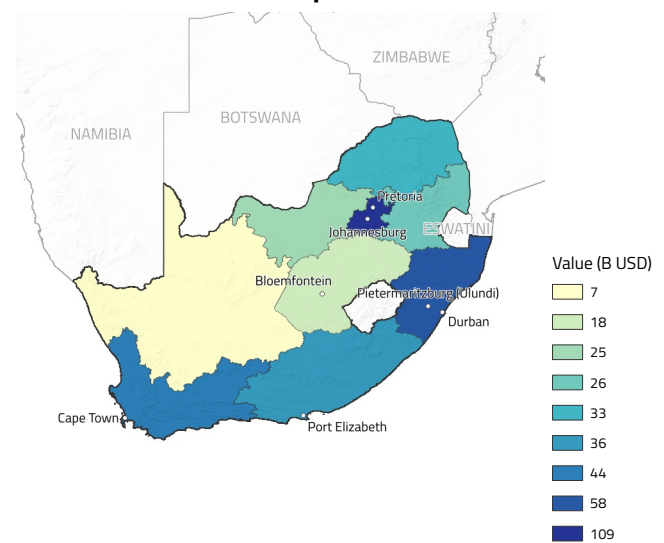 ZIMBABWE
BOTSWANA
NAMIBIA
Pretoria
ESWATINI
Johannesburg
Bloemfontein
Pietermaritzburg (Ulundi)
Durban
Cape Town
Port Elizabeth
Value (B USD)
7
18
25
26
33
36
44
58
109